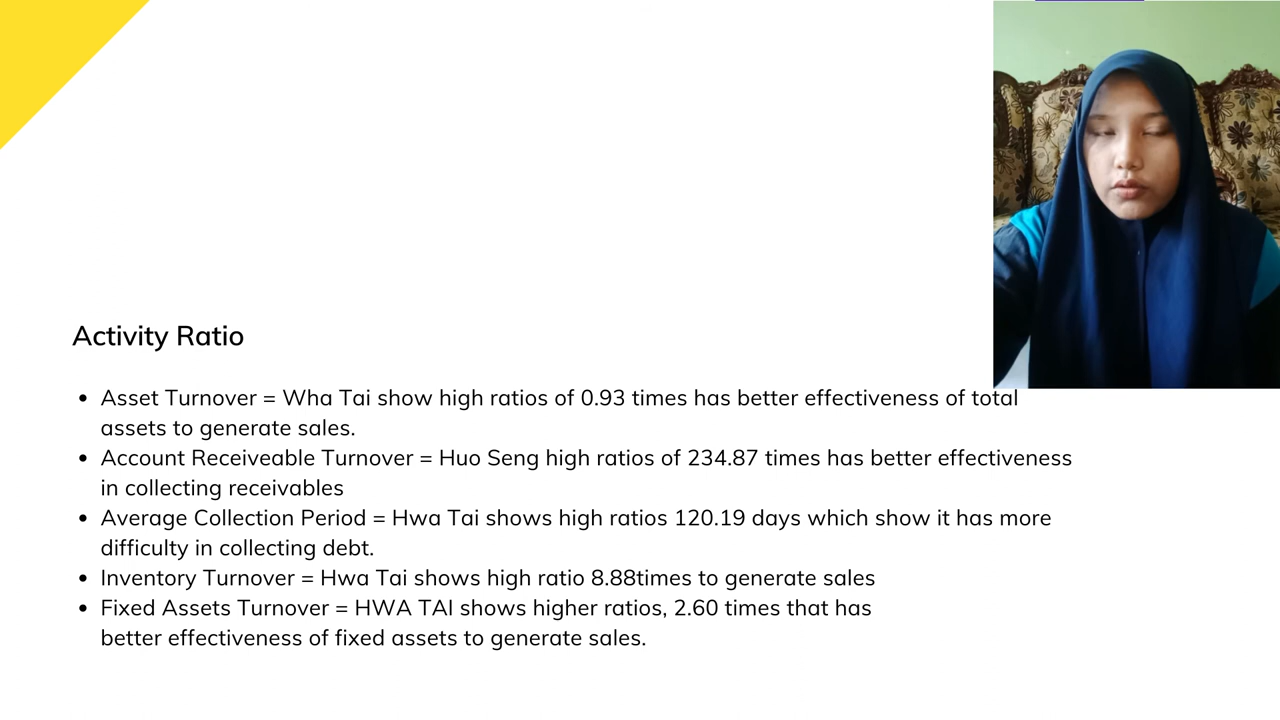 Activity Ratio
• Asset Turnover = Wha Tai show high ratios of 0.93 times has better effectiveness of total
assets to generate sales.
• Account Receiveable Turnover = Huo Seng high ratios of 234.87 times has better effectiveness
in collecting receivables
• Average Collection Period = Hwa Tai shows high ratios 120.19 days which show it has more
difficulty in collecting debt.
• Inventory Turnover = Hwa Tai shows high ratio 8.88times to generate sales
• Fixed Assets Turnover = HWA TAI shows higher ratios, 2.60 times that has
better effectiveness of fixed assets to generate sales.